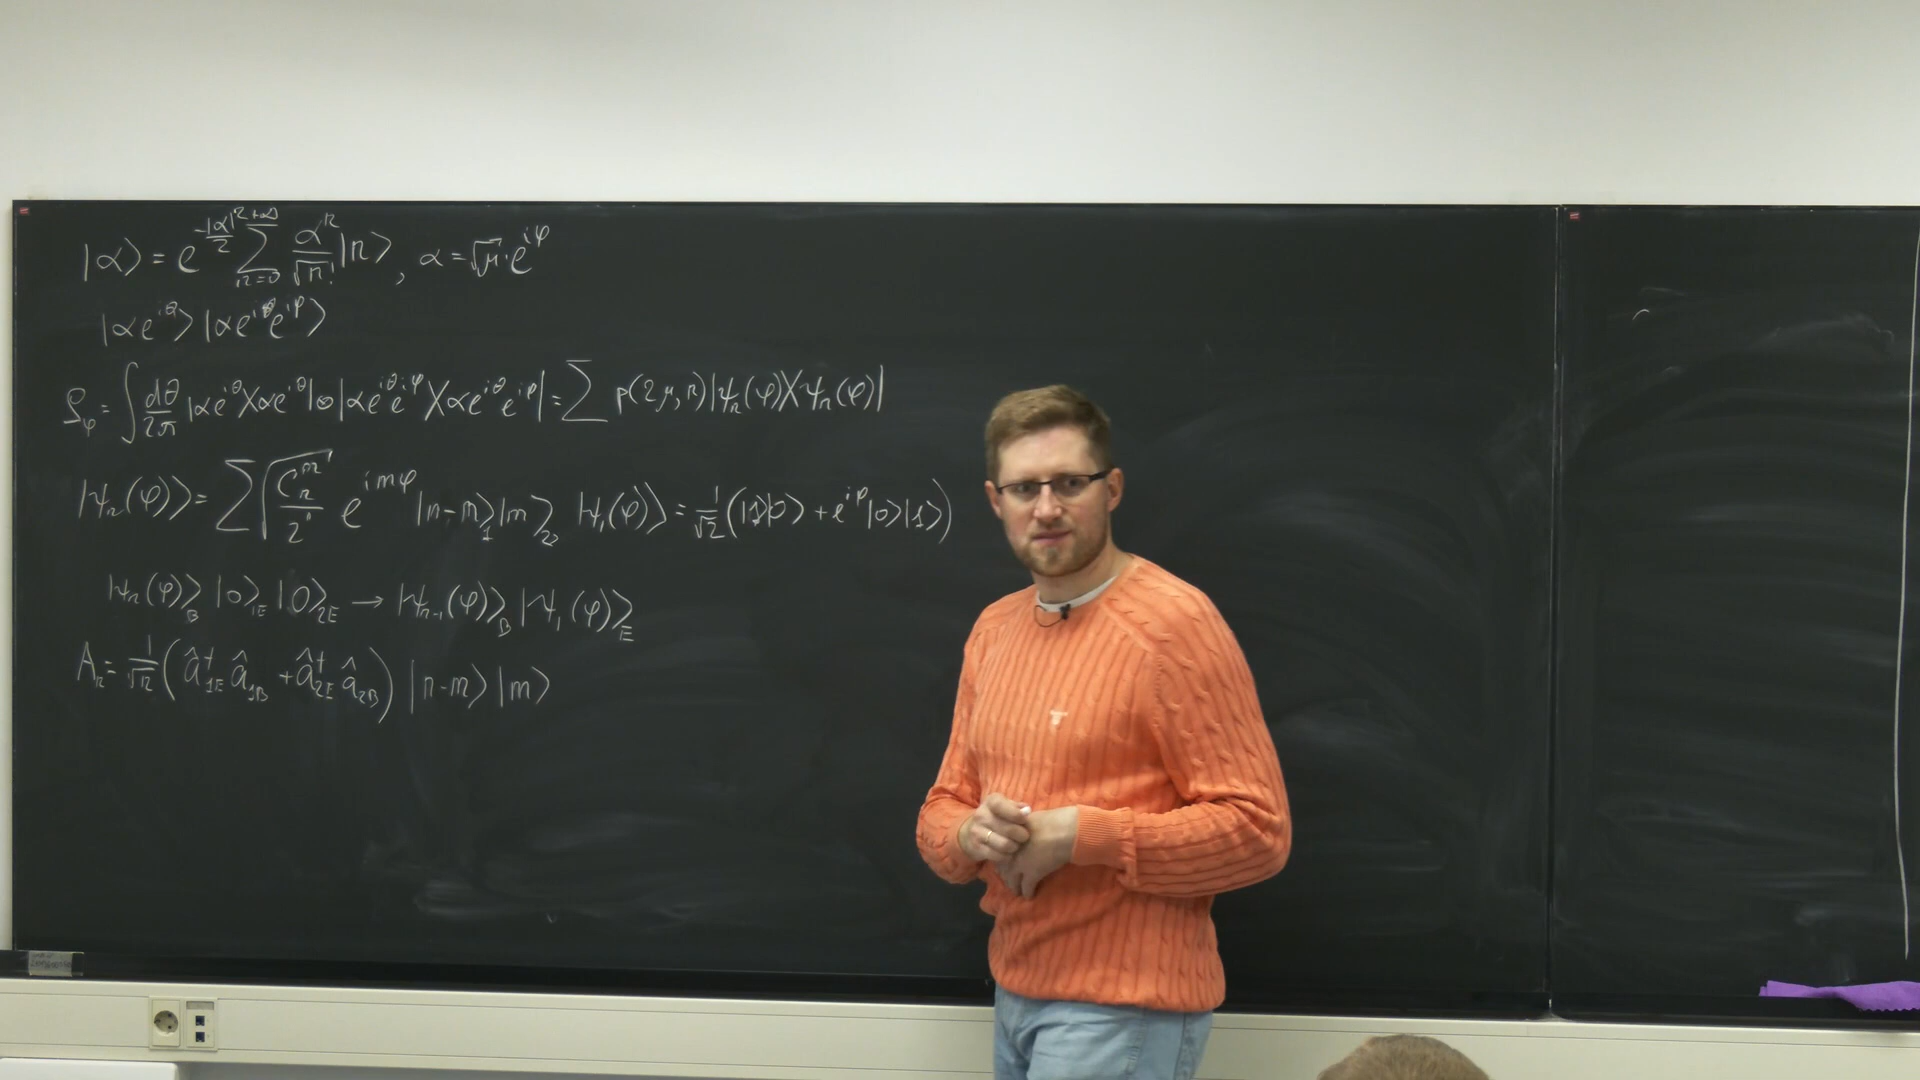 |α⟩ = e^{-|α|²/2} ∑_{n=0}^{+∞} α^n/√n! |n⟩, α = √μ · e^{iφ}
|αe^{iθ}⟩ |αe^{iθ}e^{iφ}⟩
ρ_φ = ∫ dθ/2π |αe^{iθ}⟩⟨αe^{iθ}| ⊗ |αe^{iθ}e^{iφ}⟩⟨αe^{iθ}e^{iφ}| = ∑ p(2μ,n) |ψ_n(φ)⟩⟨ψ_n(φ)|
|ψ_n(φ)⟩ = ∑ √(C_n^m/2^n) e^{imφ} |n-m⟩_1 |m⟩_2, |ψ_1(φ)⟩ = 1/√2 (|1⟩|0⟩ + e^{iφ}|0⟩|1⟩)
|ψ_n(φ)⟩_B |0⟩_{1E} |0⟩_{2E} → |ψ_{n-1}(φ)⟩_B |ψ_1(φ)⟩_E
A_n = 1/√n (â†_{1E} â_{1B} + â†_{2E} â_{2B}) |n-m⟩ |m⟩